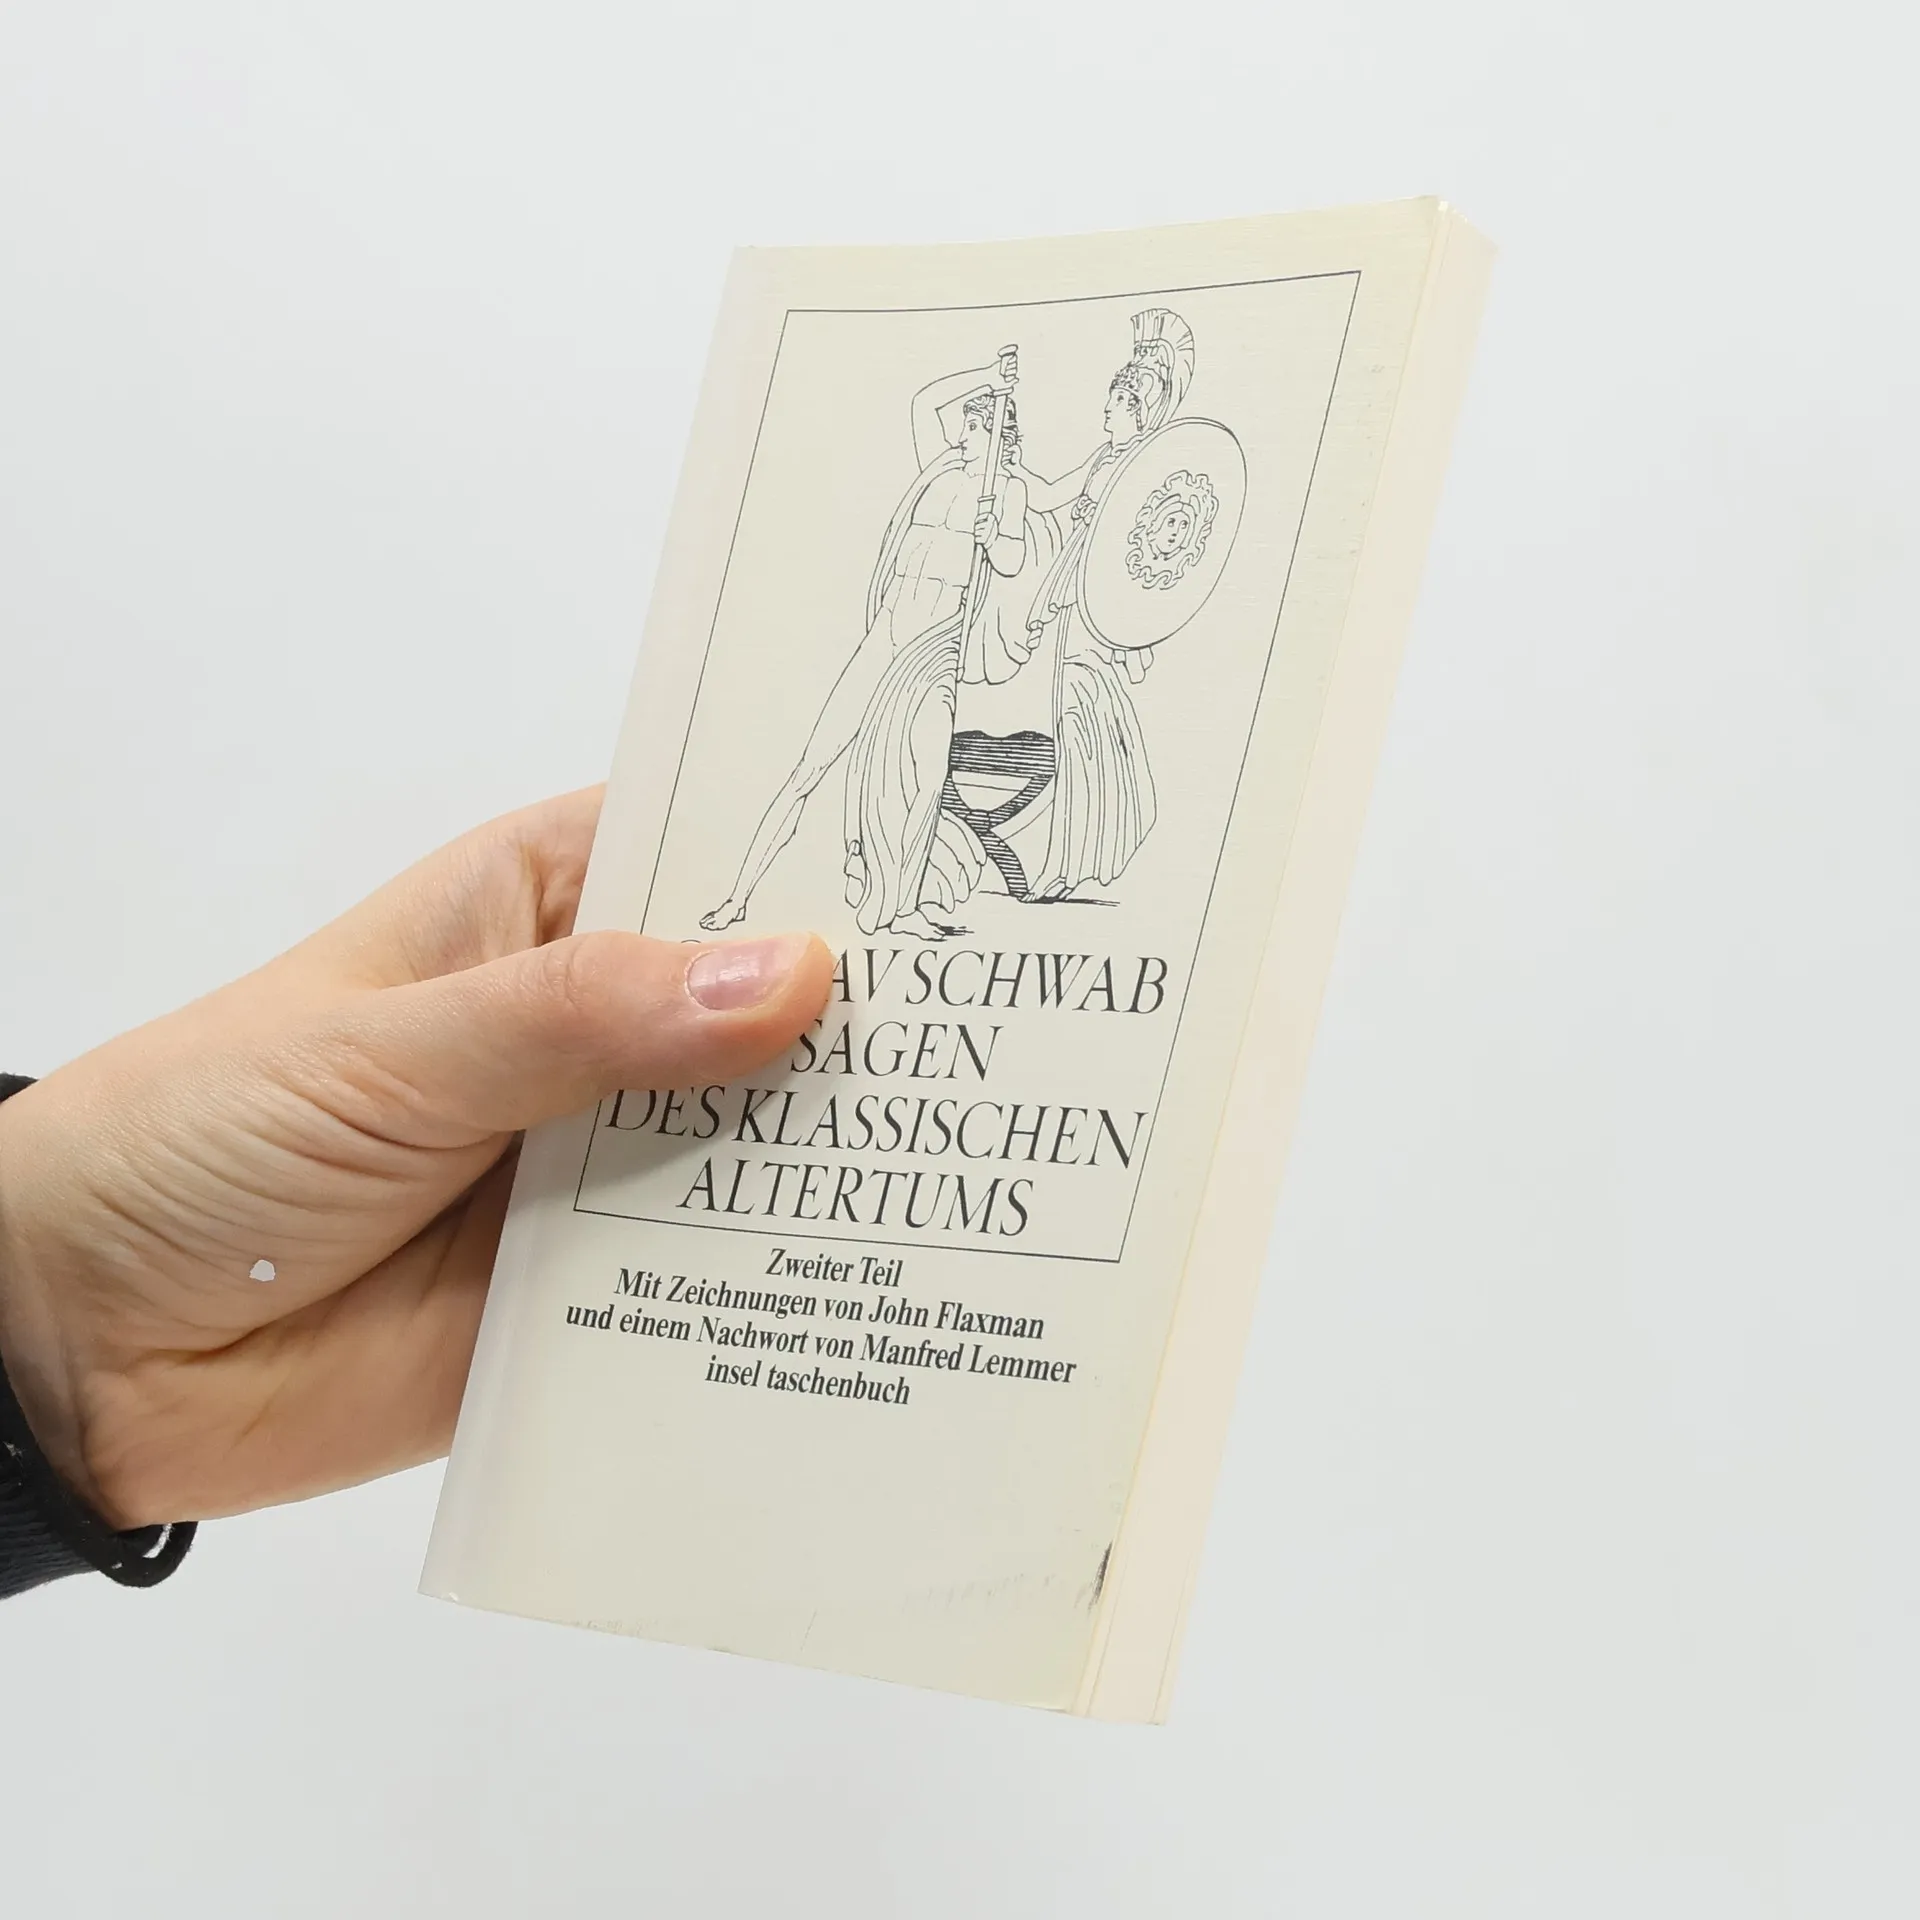 SCHWAB
SAGEN
DES KLASSISCHEN
ALTERTUMS
Zweiter Teil
Mit Zeichnungen von John Flaxman
und einem Nachwort von Manfred Lemmer
insel taschenbuch